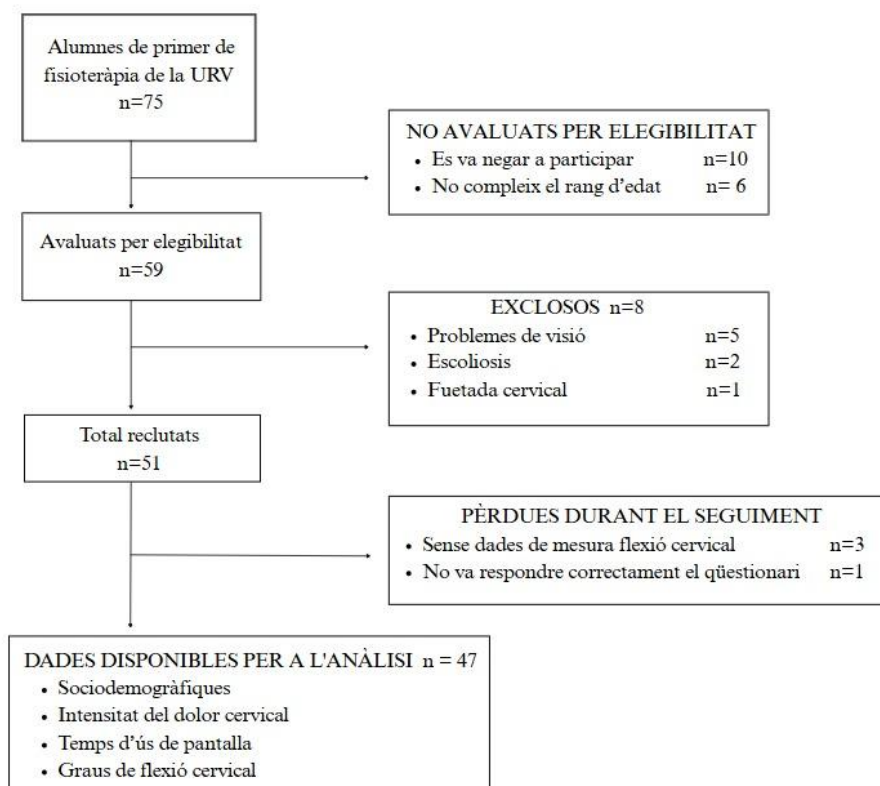 Alumnes de primer de
fisioteràpia de la URV
n=75
NO AVALUATS PER ELEGIBILITAT
• Es va negar a participar n=10
• No compleix el rang d'edat n= 6
Avaluats per elegibilitat
n=59
EXCLOSOS n=8
• Problemes de visió n=5
• Escoliosis n=2
• Fuetada cervical n=1
Total reclutats
n=51
PÈRDUES DURANT EL SEGUIMENT
• Sense dades de mesura flexió cervical n=3
• No va respondre correctament el qüestionari n=1
DADES DISPONIBLES PER A L'ANÀLISI n = 47
• Sociodemogràfiques
• Intensitat del dolor cervical
• Temps d'ús de pantalla
• Graus de flexió cervical